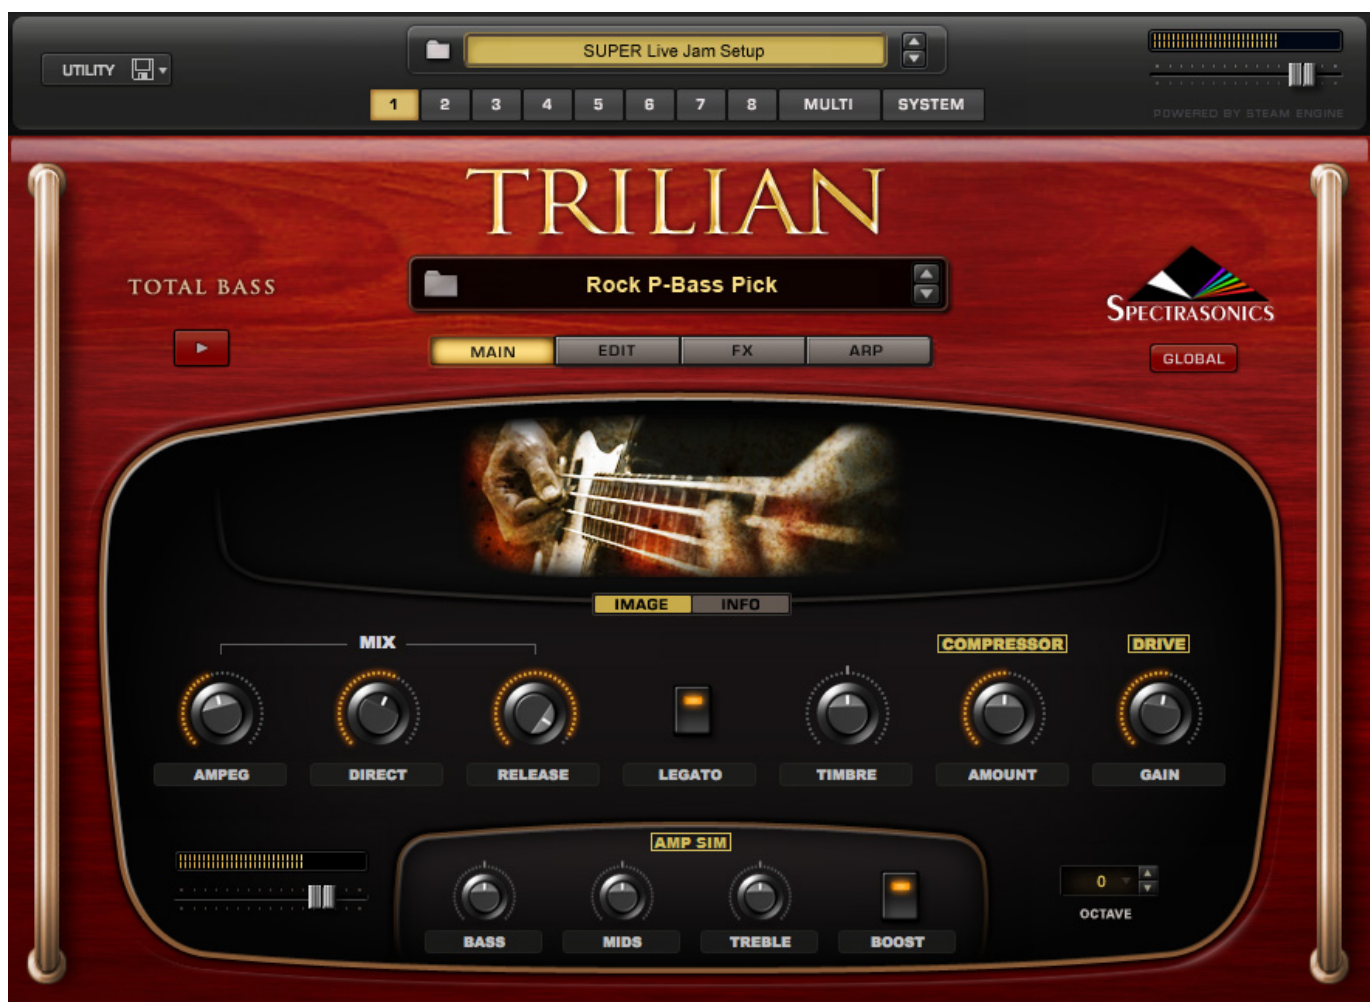 SUPER Live Jam Setup
UTILITY
1 2 3 4 5 6 7 8 MULTI SYSTEM
POWERED BY STEAM ENGINE
TRILIAN
TOTAL BASS
Rock P-Bass Pick
SPECTRASONICS
MAIN EDIT FX ARP
GLOBAL
IMAGE INFO
MIX
COMPRESSOR
DRIVE
AMPEG
DIRECT
RELEASE
LEGATO
TIMBRE
AMOUNT
GAIN
AMP SIM
0
OCTAVE
BASS
MIDS
TREBLE
BOOST